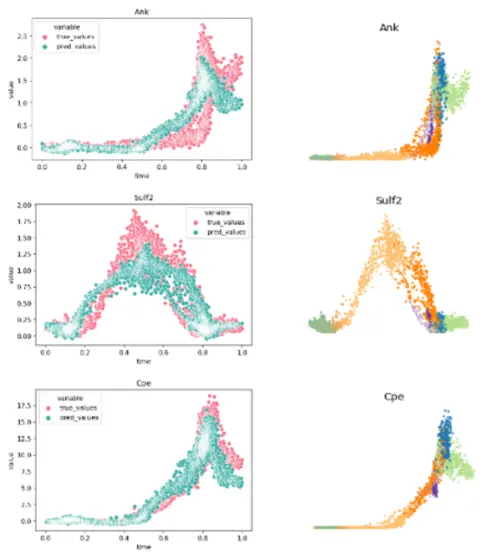 Ank
variable
true_values
pred_values
value
2.5
2.0
1.5
1.0
0.5
0.0
0.0 0.2 0.4 0.6 0.8 1.0
time
Ank
Sulf2
variable
true_values
pred_values
value
2.00
1.75
1.50
1.25
1.00
0.75
0.50
0.25
0.00
0.0 0.2 0.4 0.6 0.8 1.0
time
Sulf2
Cpe
variable
true_values
pred_values
value
17.5
15.0
12.5
10.0
7.5
5.0
2.5
0.0
0.0 0.2 0.4 0.6 0.8 1.0
time
Cpe